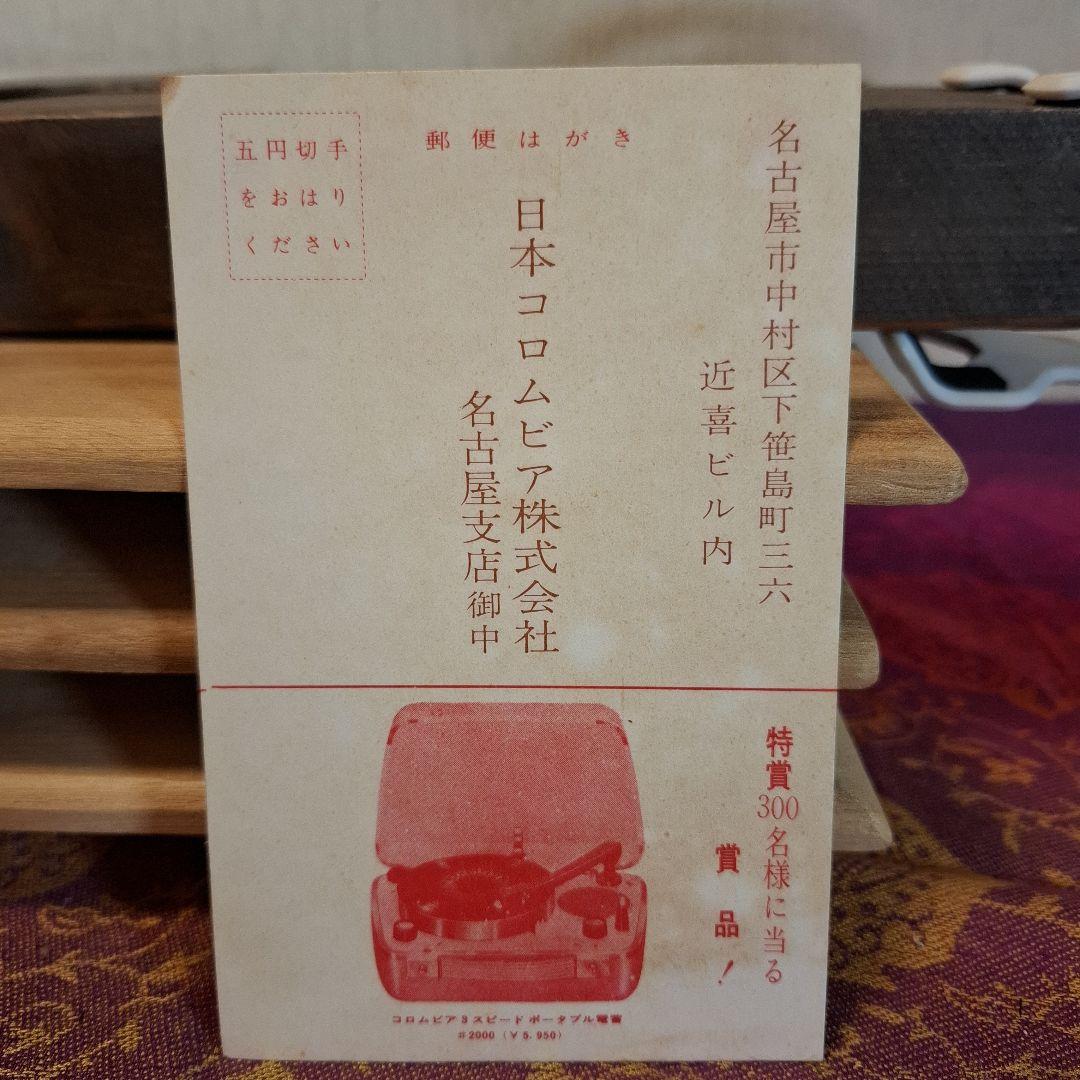 郵便はがき
五円切手
をおはり
ください
名古屋市中村区下笹島町三六
近喜ビル内
日本コロムビア株式会社
名古屋支店御中
特賞300名様に当る
賞品!
コロムビア3スピードポータブル電蓄
#2000(¥5,950)